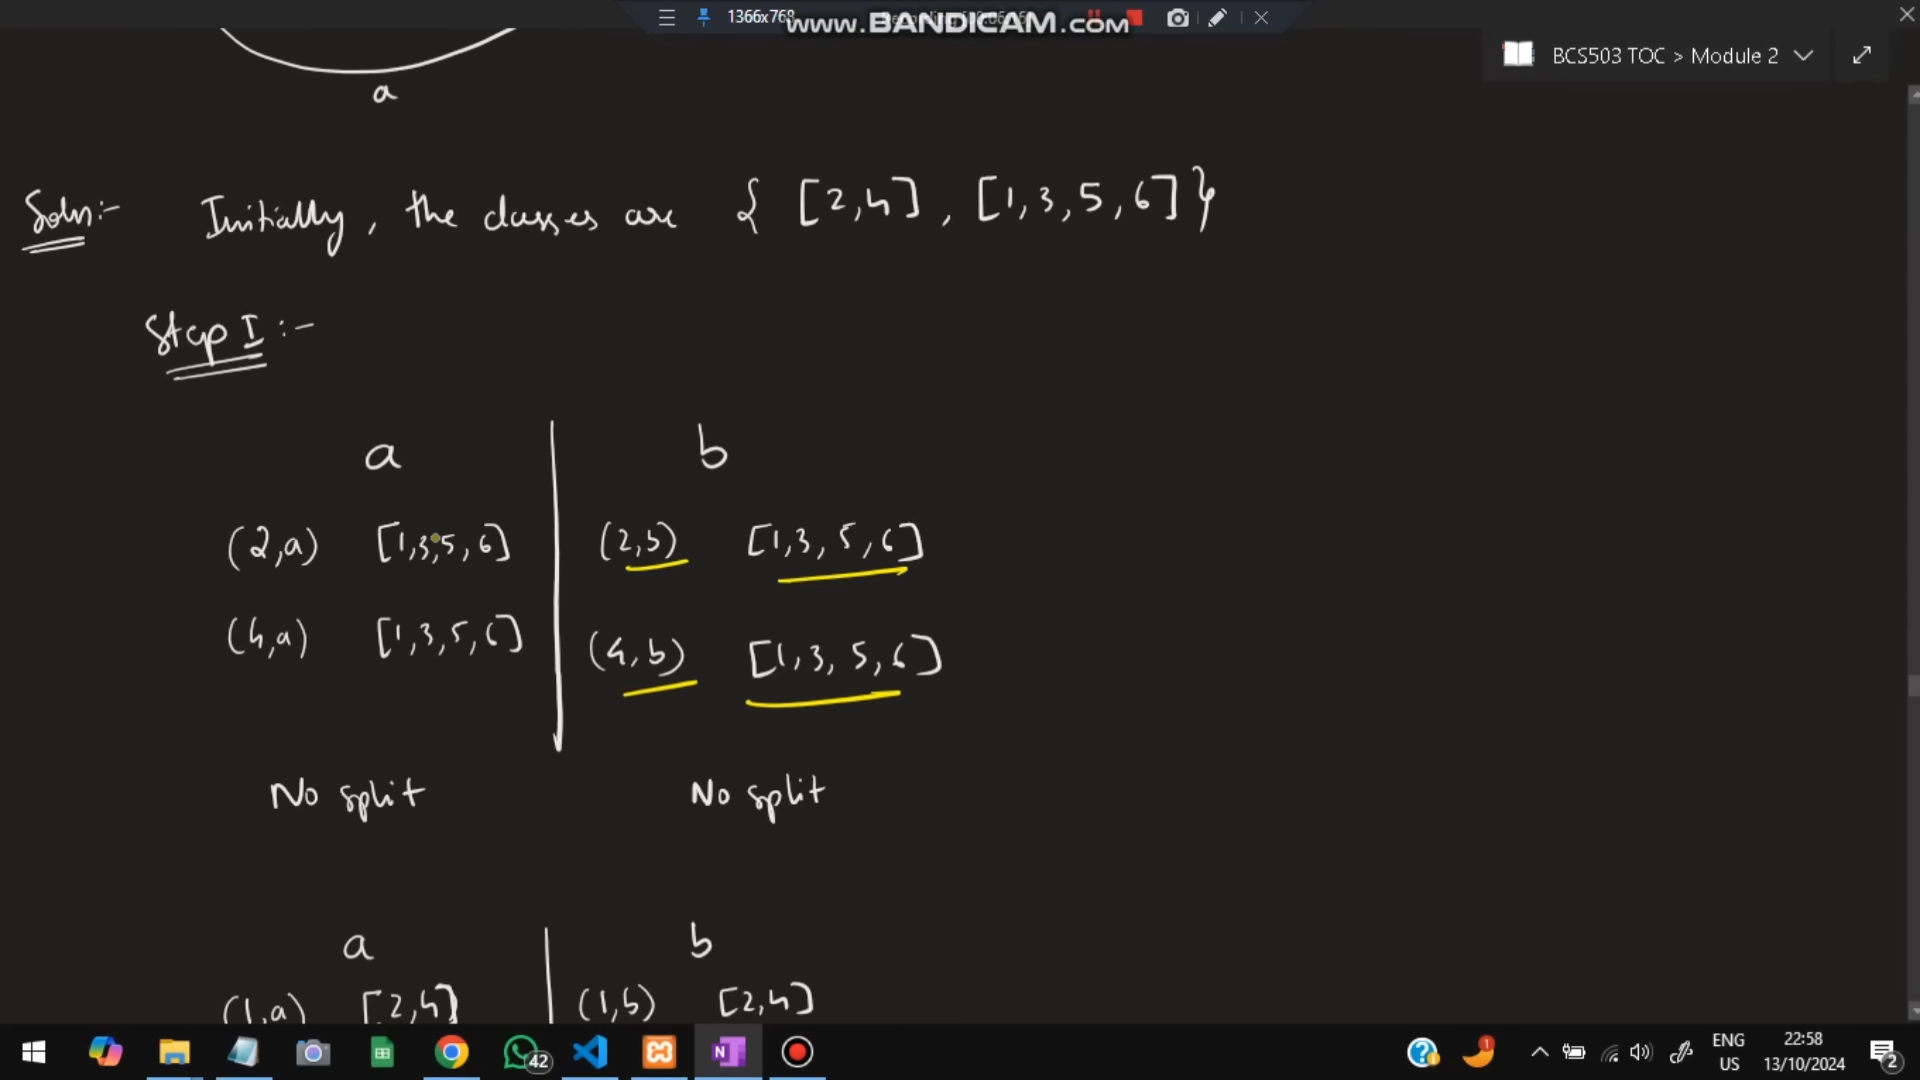 1366x768
www.BANDICAM.com
BCS503 TOC > Module 2
a
Soln:- Initially, the classes are { [2,4], [1,3,5,6]}
Step I :-
a b
(2,a) [1,3,5,6] (2,b) [1,3, 5,6]
(4,a) [1,3,5,6] (4,b) [1,3, 5,6]
No split No split
a b
(1,a) [2,4] (1,b) [2,4]
42
1
ENG
US
22:58
13/10/2024
2